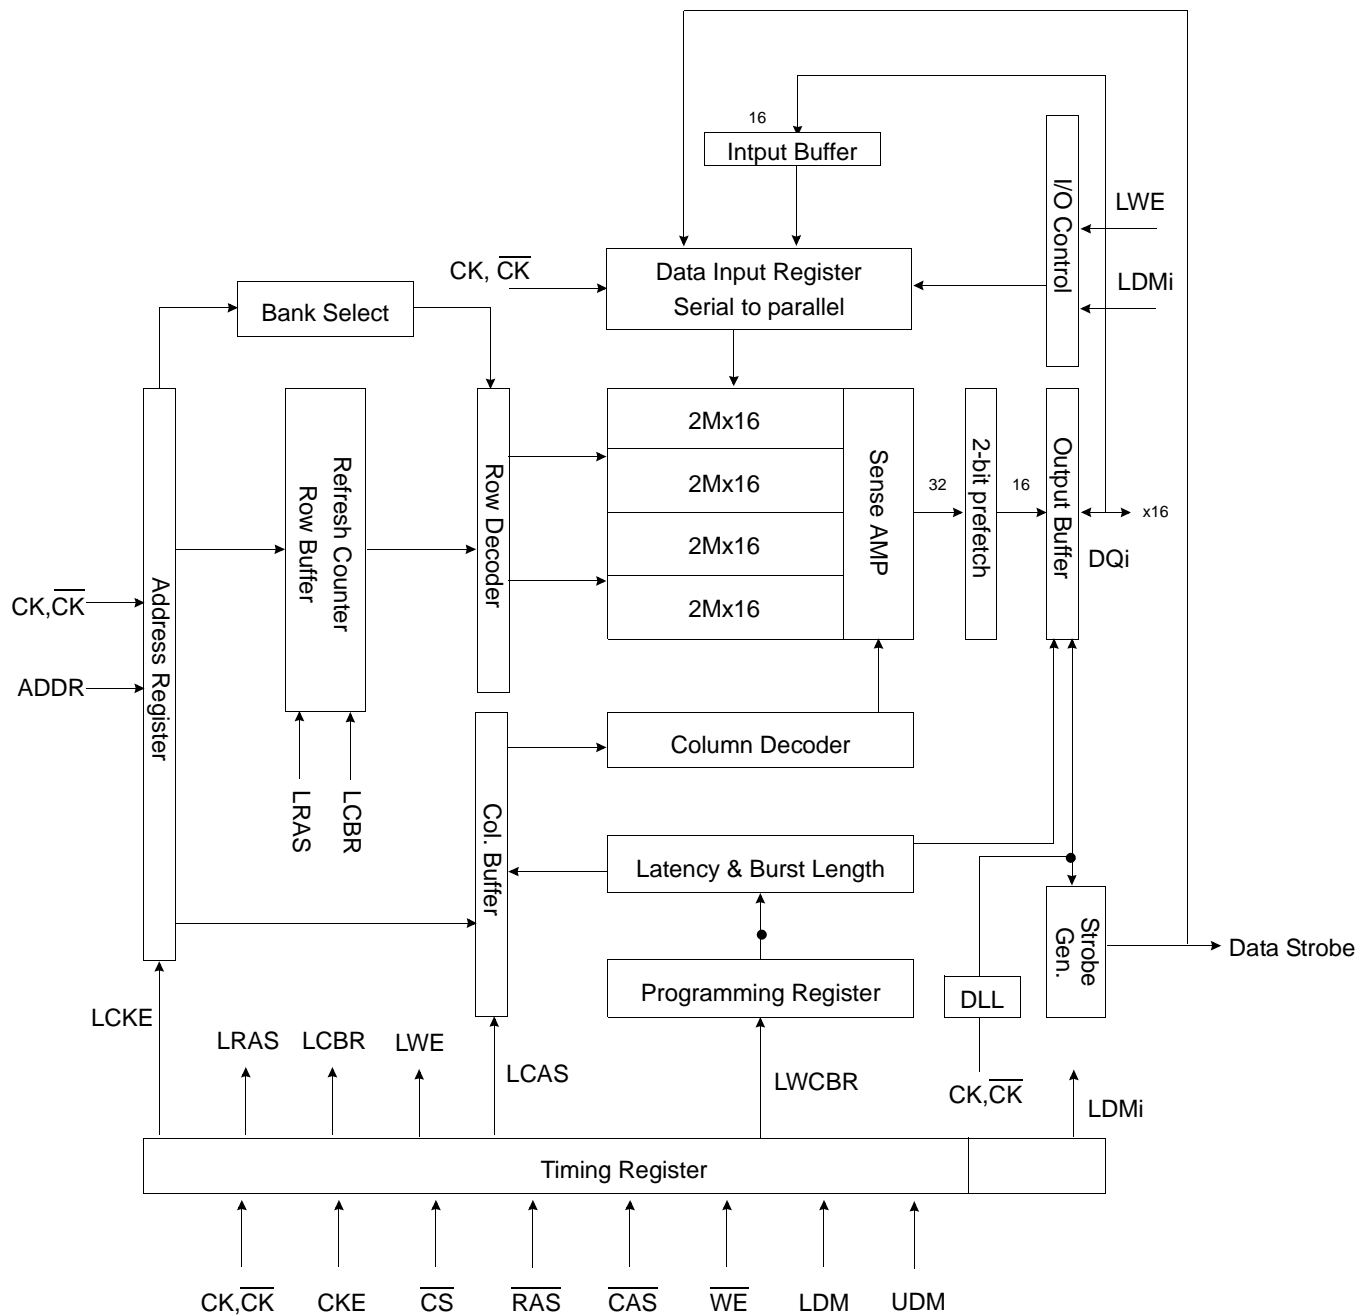 16
Intput Buffer
I/O Control
LWE
LDMi
CK, CK
Data Input Register
Serial to parallel
Bank Select
Address Register
Refresh Counter
Row Buffer
Row Decoder
2Mx16
2Mx16
2Mx16
2Mx16
Sense AMP
32
2-bit prefetch
16
Output Buffer
x16
DQi
CK,CK
ADDR
LRAS
LCBR
Col. Buffer
Column Decoder
Latency & Burst Length
Programming Register
DLL
Strobe
Gen.
Data Strobe
LCKE
LRAS
LCBR
LWE
LCAS
LWCBR
CK,CK
LDMi
Timing Register
CK,CK
CKE
CS
RAS
CAS
WE
LDM
UDM